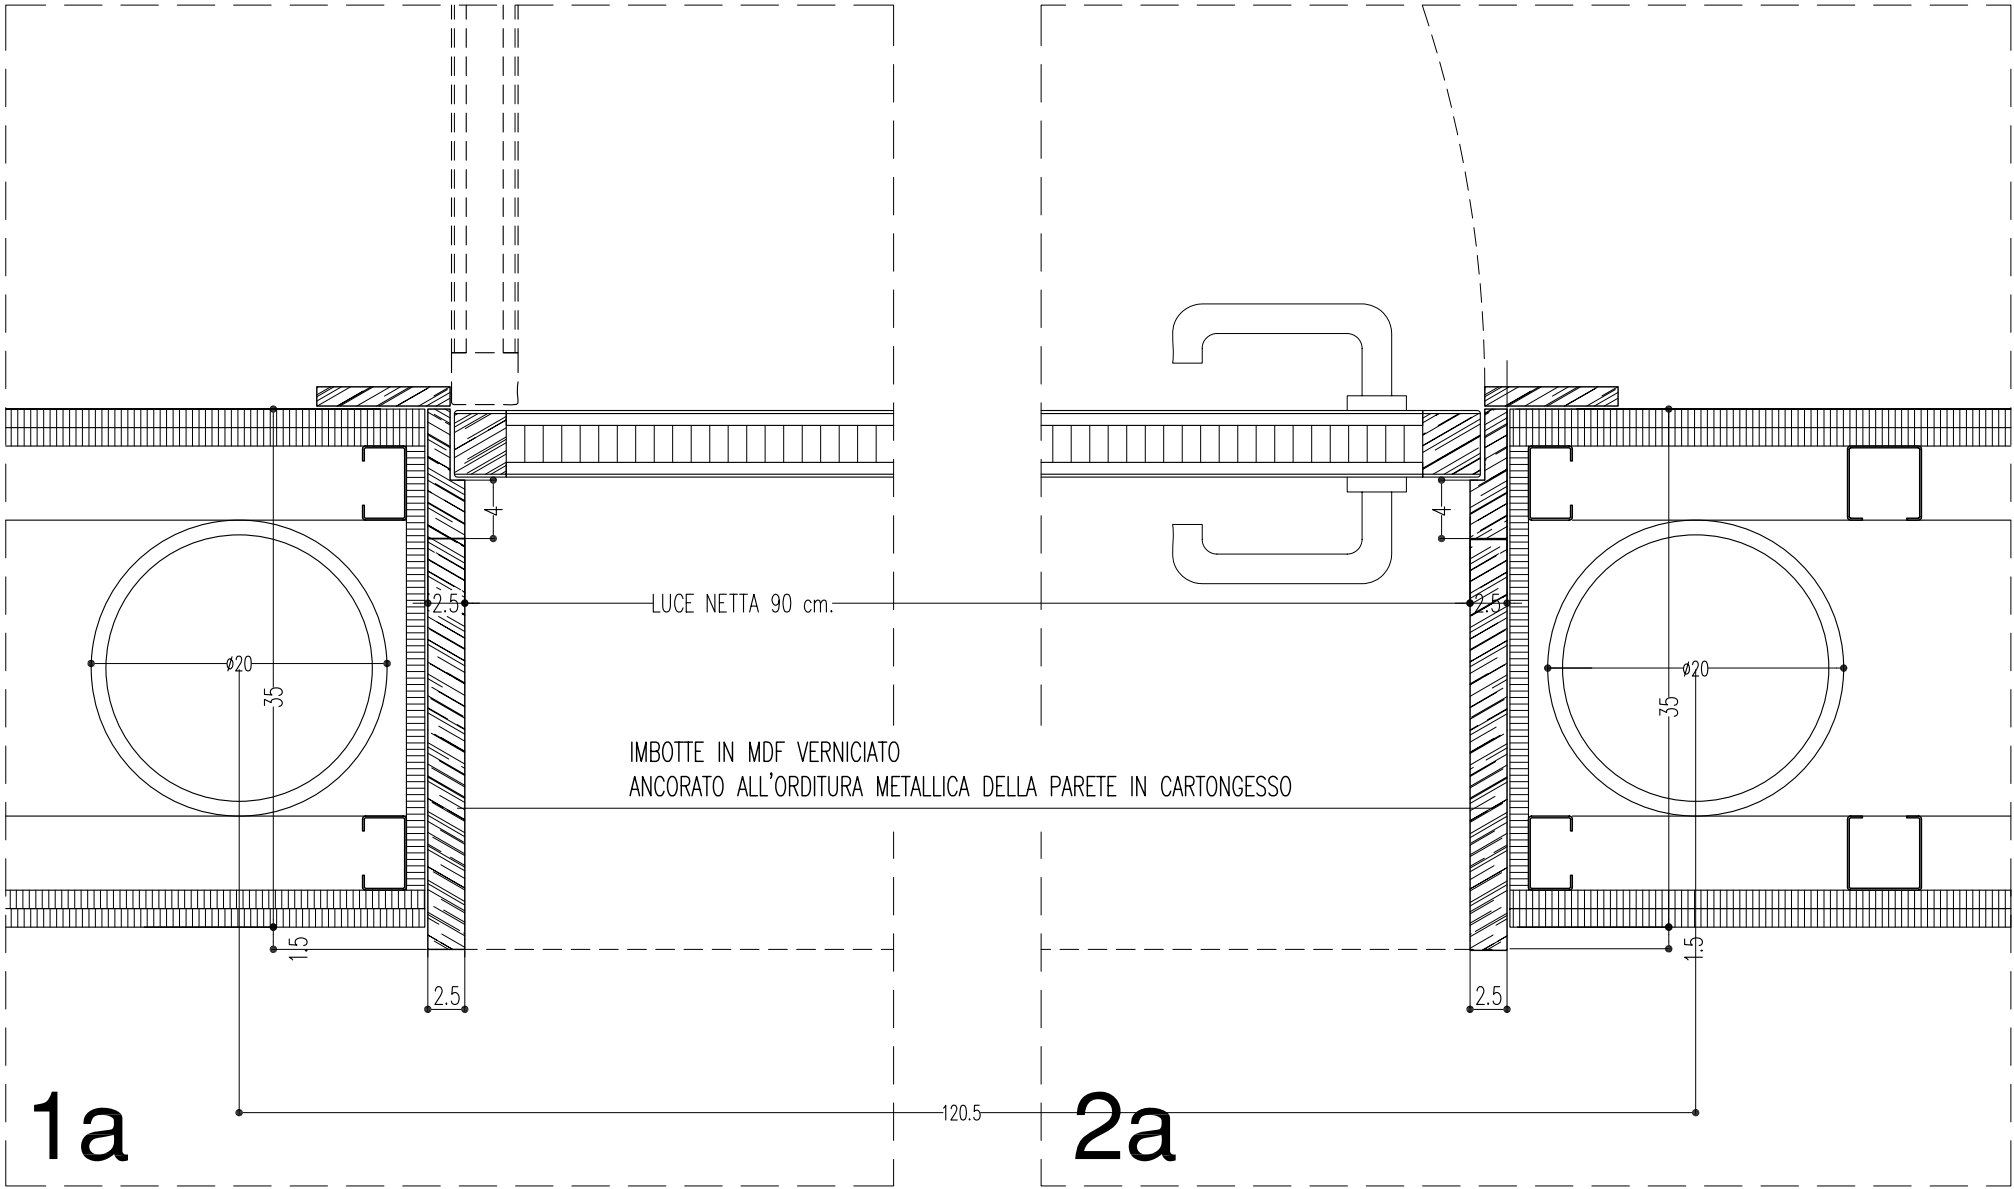 4
4
2.5
LUCE NETTA 90 cm.
2.5
ø20
ø20
35
35
IMBOTTE IN MDF VERNICIATO
ANCORATO ALL'ORDITURA METALLICA DELLA PARETE IN CARTONGESSO
1.5
1.5
2.5
2.5
120.5
1a
2a